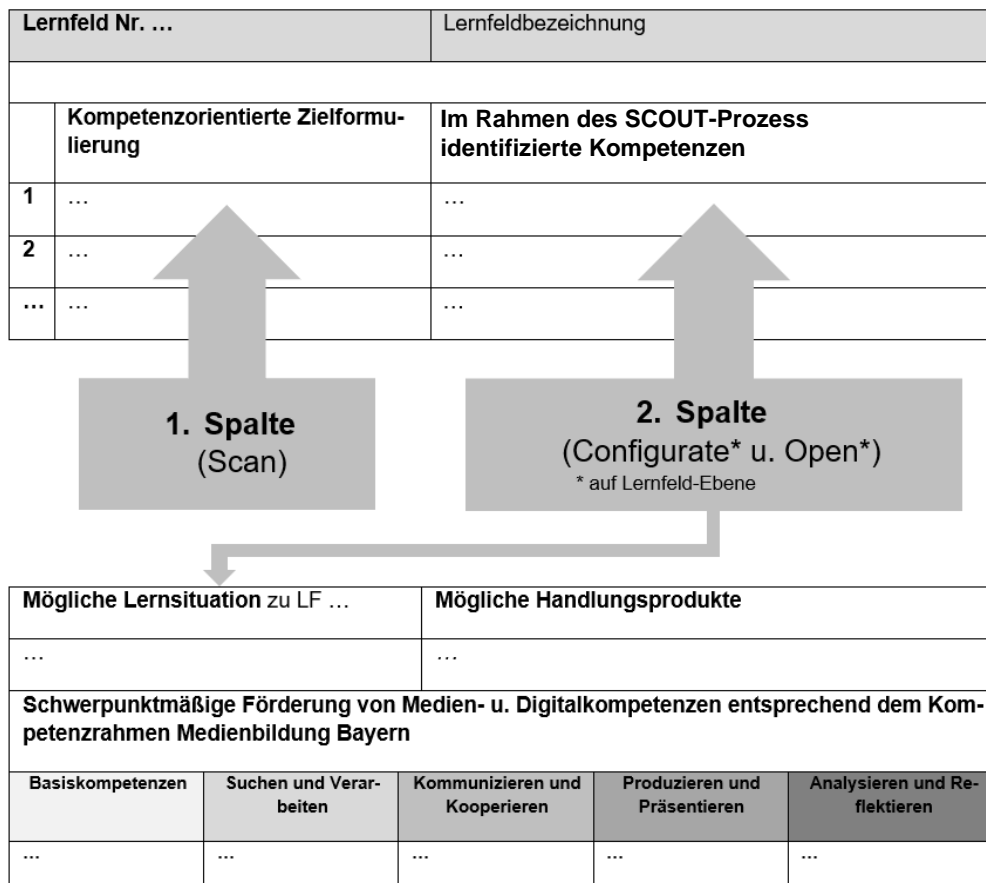 Lernfeld Nr. … Lernfeldbezeichnung
Kompetenzorientierte Zielformu-
lierung
Im Rahmen des SCOUT-Prozess
identifizierte Kompetenzen
1 … …
2 … …
… … …
1. Spalte
(Scan)
2. Spalte
(Configurate* u. Open*)
* auf Lernfeld-Ebene
Mögliche Lernsituation zu LF … Mögliche Handlungsprodukte
… …
Schwerpunktmäßige Förderung von Medien- u. Digitalkompetenzen entsprechend dem Kom-
petenzrahmen Medienbildung Bayern
Basiskompetenzen
Suchen und Verar-
beiten
Kommunizieren und
Kooperieren
Produzieren und
Präsentieren
Analysieren und Re-
flektieren
… … … … …